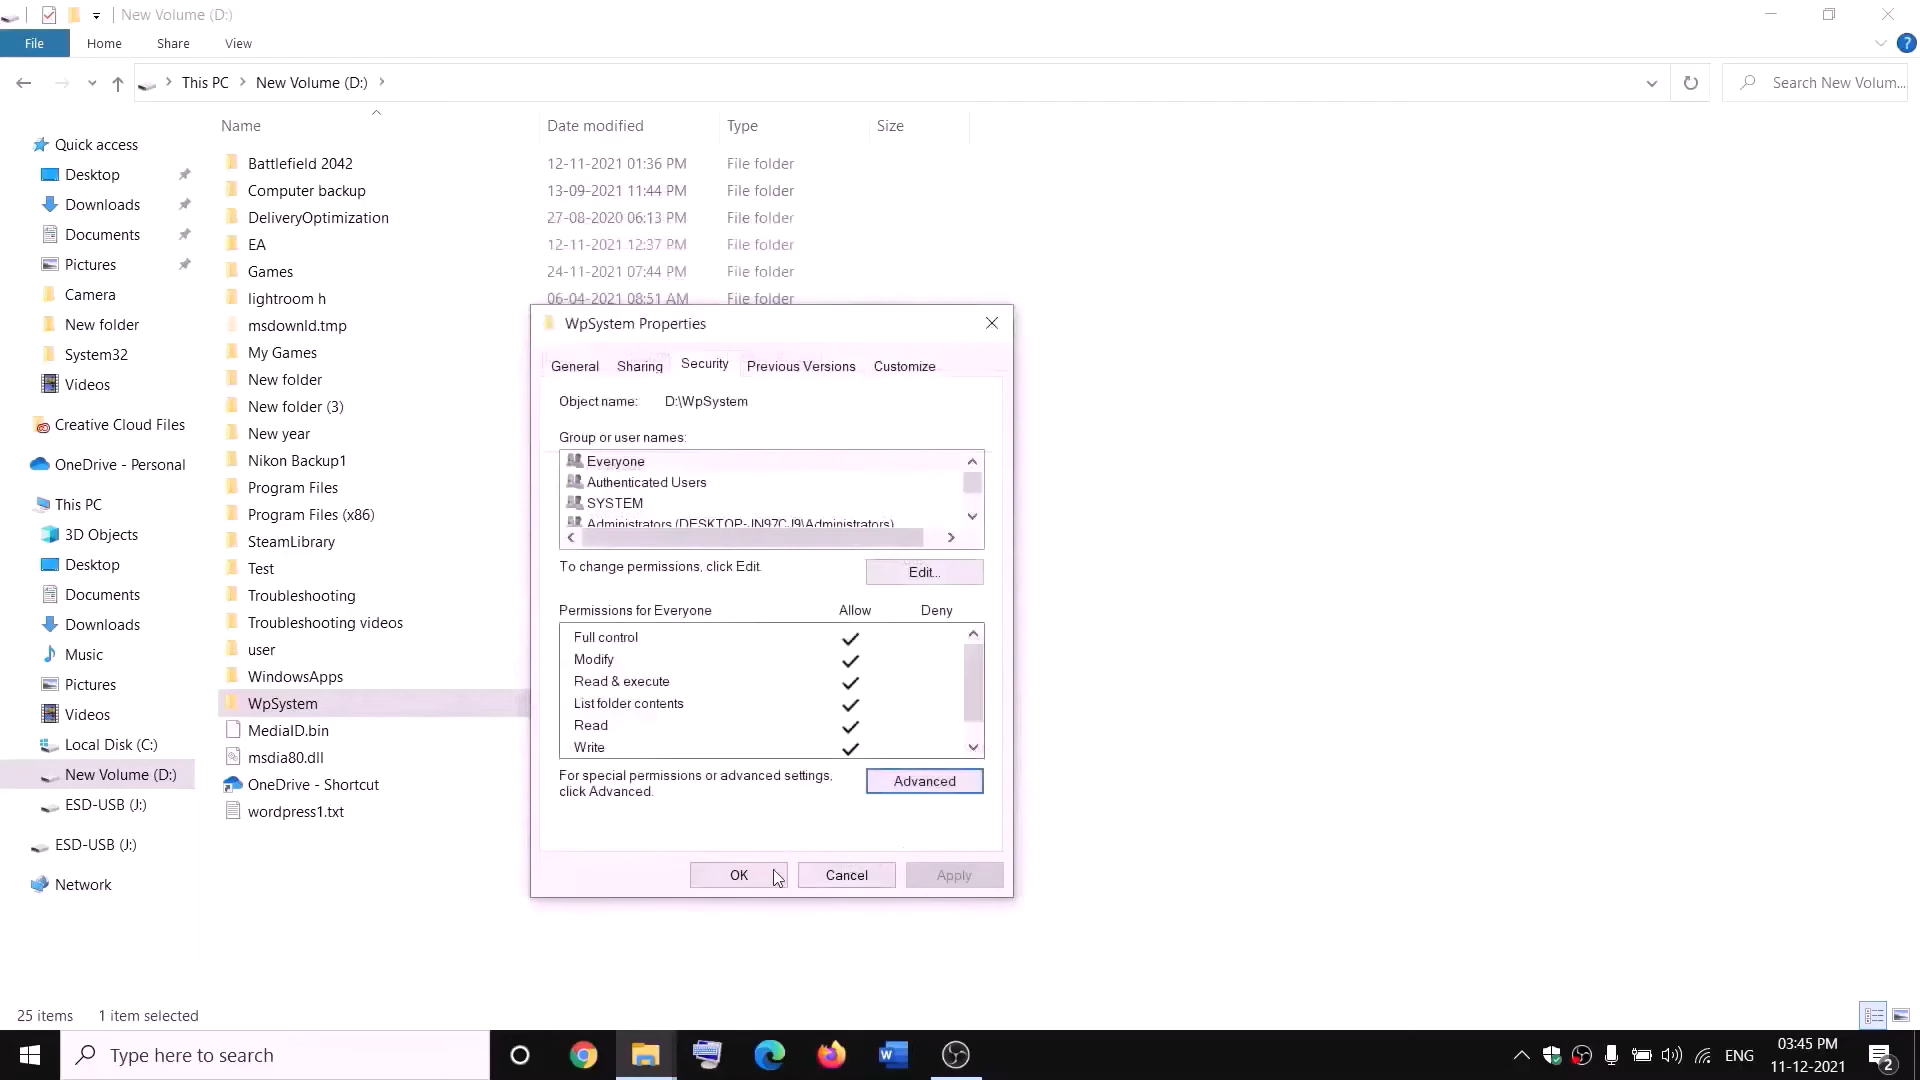 New Volume (D:)
File
Home
Share
View
This PC
New Volume (D:)
Search New Volum...
Name
Date modified
Type
Size
Quick access
Desktop
Downloads
Documents
Pictures
Camera
New folder
System32
Videos
Creative Cloud Files
OneDrive - Personal
This PC
3D Objects
Desktop
Documents
Downloads
Music
Pictures
Videos
Local Disk (C:)
New Volume (D:)
ESD-USB (J:)
ESD-USB (J:)
Network
Battlefield 2042 12-11-2021 01:36 PM File folder
Computer backup 13-09-2021 11:44 PM File folder
DeliveryOptimization 27-08-2020 06:13 PM File folder
EA 12-11-2021 12:37 PM File folder
Games 24-11-2021 07:44 PM File folder
lightroom h 06-04-2021 08:51 AM File folder
msdownld.tmp
My Games
New folder
New folder (3)
New year
Nikon Backup1
Program Files
Program Files (x86)
SteamLibrary
Test
Troubleshooting
Troubleshooting videos
user
WindowsApps
WpSystem
MediaID.bin
msdia80.dll
OneDrive - Shortcut
wordpress1.txt
WpSystem Properties
General
Sharing
Security
Previous Versions
Customize
Object name: D:\WpSystem
Group or user names:
Everyone
Authenticated Users
SYSTEM
Administrators (DESKTOP-JN97CJ9\Administrators)
To change permissions, click Edit.
Edit...
Permissions for Everyone Allow Deny
Full control
Modify
Read & execute
List folder contents
Read
Write
For special permissions or advanced settings,
click Advanced.
Advanced
OK
Cancel
Apply
25 items
1 item selected
Type here to search
ENG
03:45 PM
11-12-2021
2